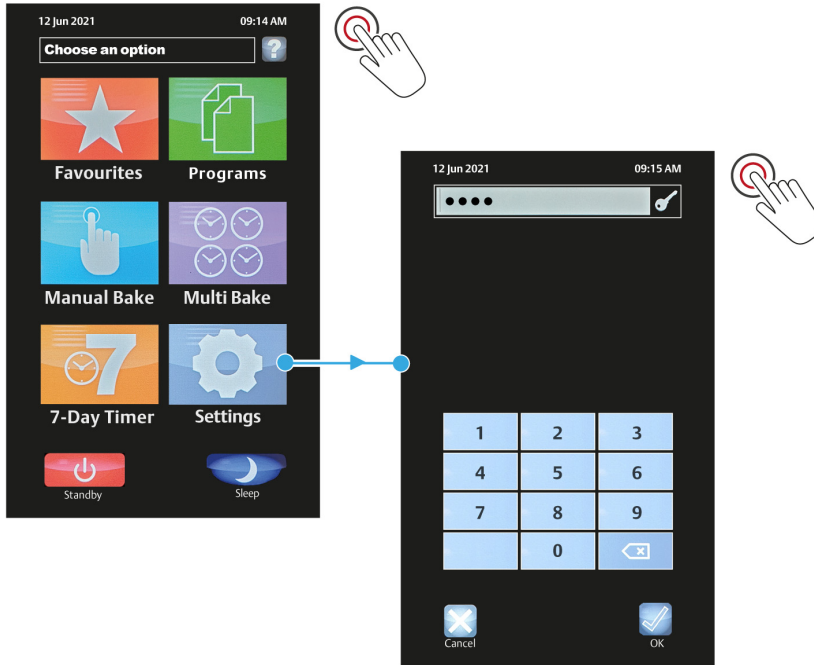 12 Jun 2021 09:14 AM
Choose an option
?
Favourites Programs
Manual Bake Multi Bake
7
7-Day Timer Settings
Standby Sleep
12 Jun 2021 09:15 AM
●●●●
1 2 3
4 5 6
7 8 9
0
Cancel OK